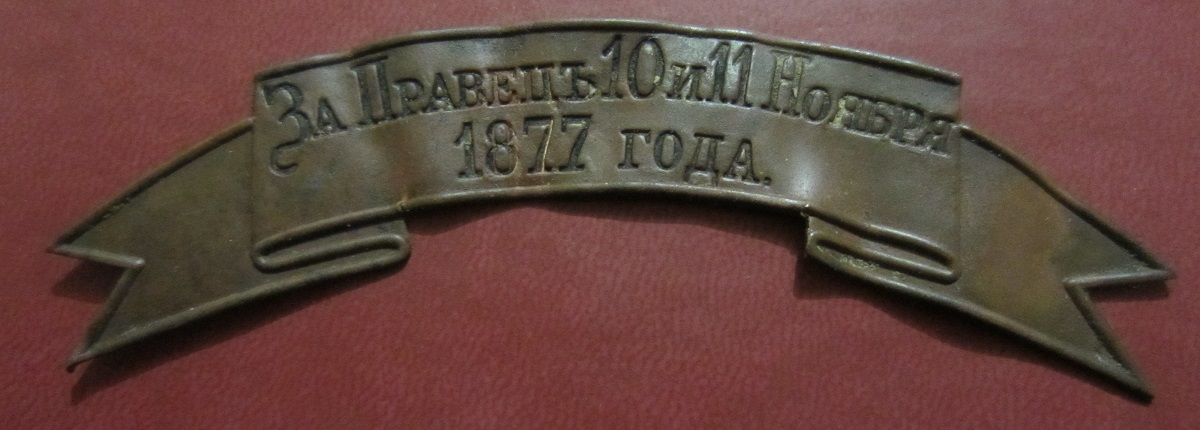 За Правецъ 10 и 11 Ноября
1877 года.